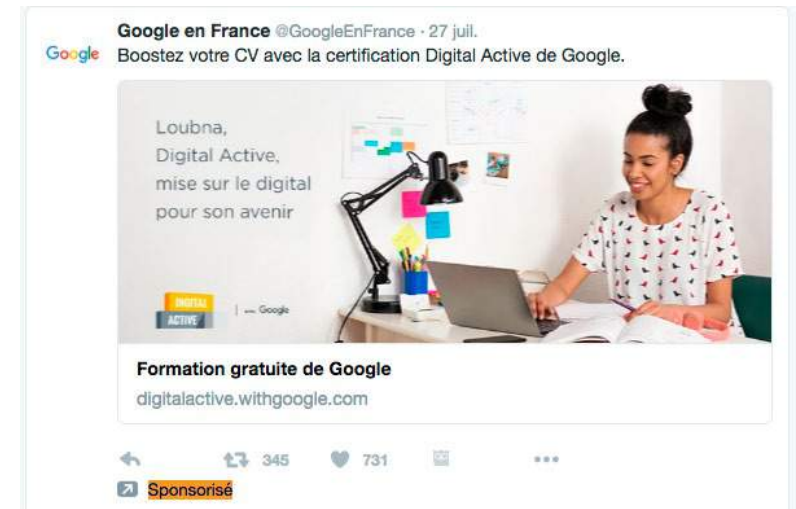 Google en France @GoogleEnFrance · 27 juil.
Google Boostez votre CV avec la certification Digital Active de Google.
Loubna,
Digital Active,
mise sur le digital
pour son avenir
DIGITAL
ACTIVE
Google
Formation gratuite de Google
digitalactive.withgoogle.com
345 731
Sponsorisé